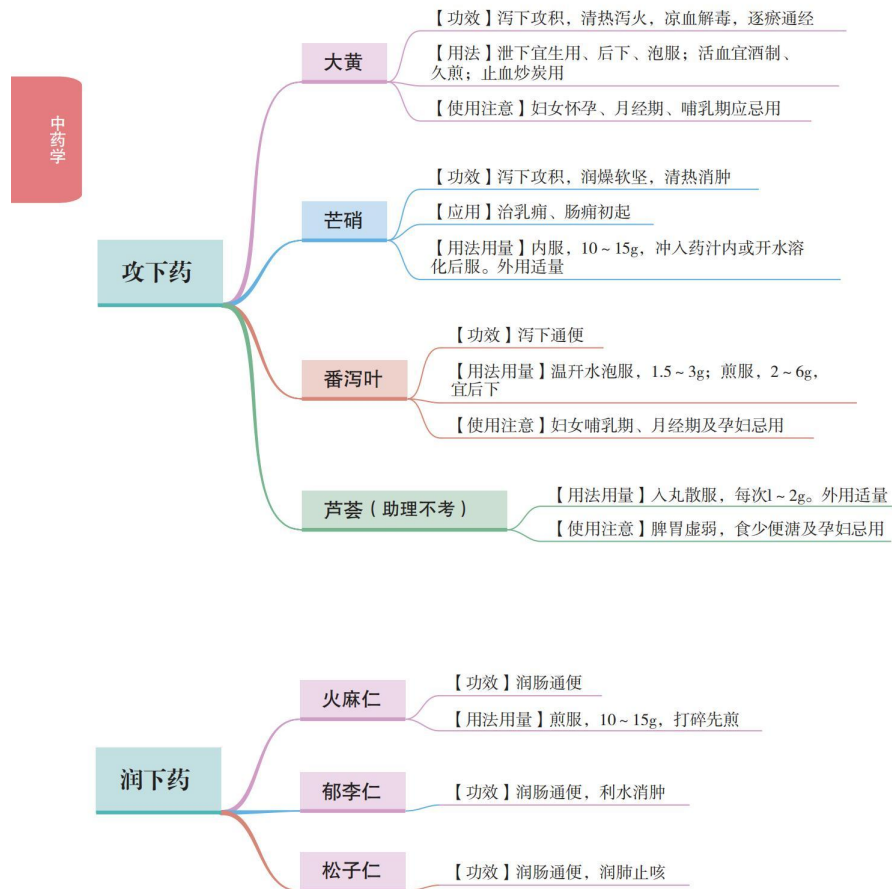 中药学
攻下药
大黄
【功效】泻下攻积，清热泻火，凉血解毒，逐瘀通经
【用法】泄下宜生用、后下、泡服；活血宜酒制、
久煎；止血炒炭用
【使用注意】妇女怀孕、月经期、哺乳期应忌用
芒硝
【功效】泻下攻积，润燥软坚，清热消肿
【应用】治乳痈、肠痈初起
【用法用量】内服，10~15g，冲入药汁内或开水溶
化后服。外用适量
番泻叶
【功效】泻下通便
【用法用量】温开水泡服，1.5~3g；煎服，2~6g，
宜后下
【使用注意】妇女哺乳期、月经期及孕妇忌用
芦荟（助理不考）
【用法用量】入丸散服，每次1~2g。外用适量
【使用注意】脾胃虚弱，食少便溏及孕妇忌用
润下药
火麻仁
【功效】润肠通便
【用法用量】煎服，10~15g，打碎先煎
郁李仁
【功效】润肠通便，利水消肿
松子仁
【功效】润肠通便，润肺止咳